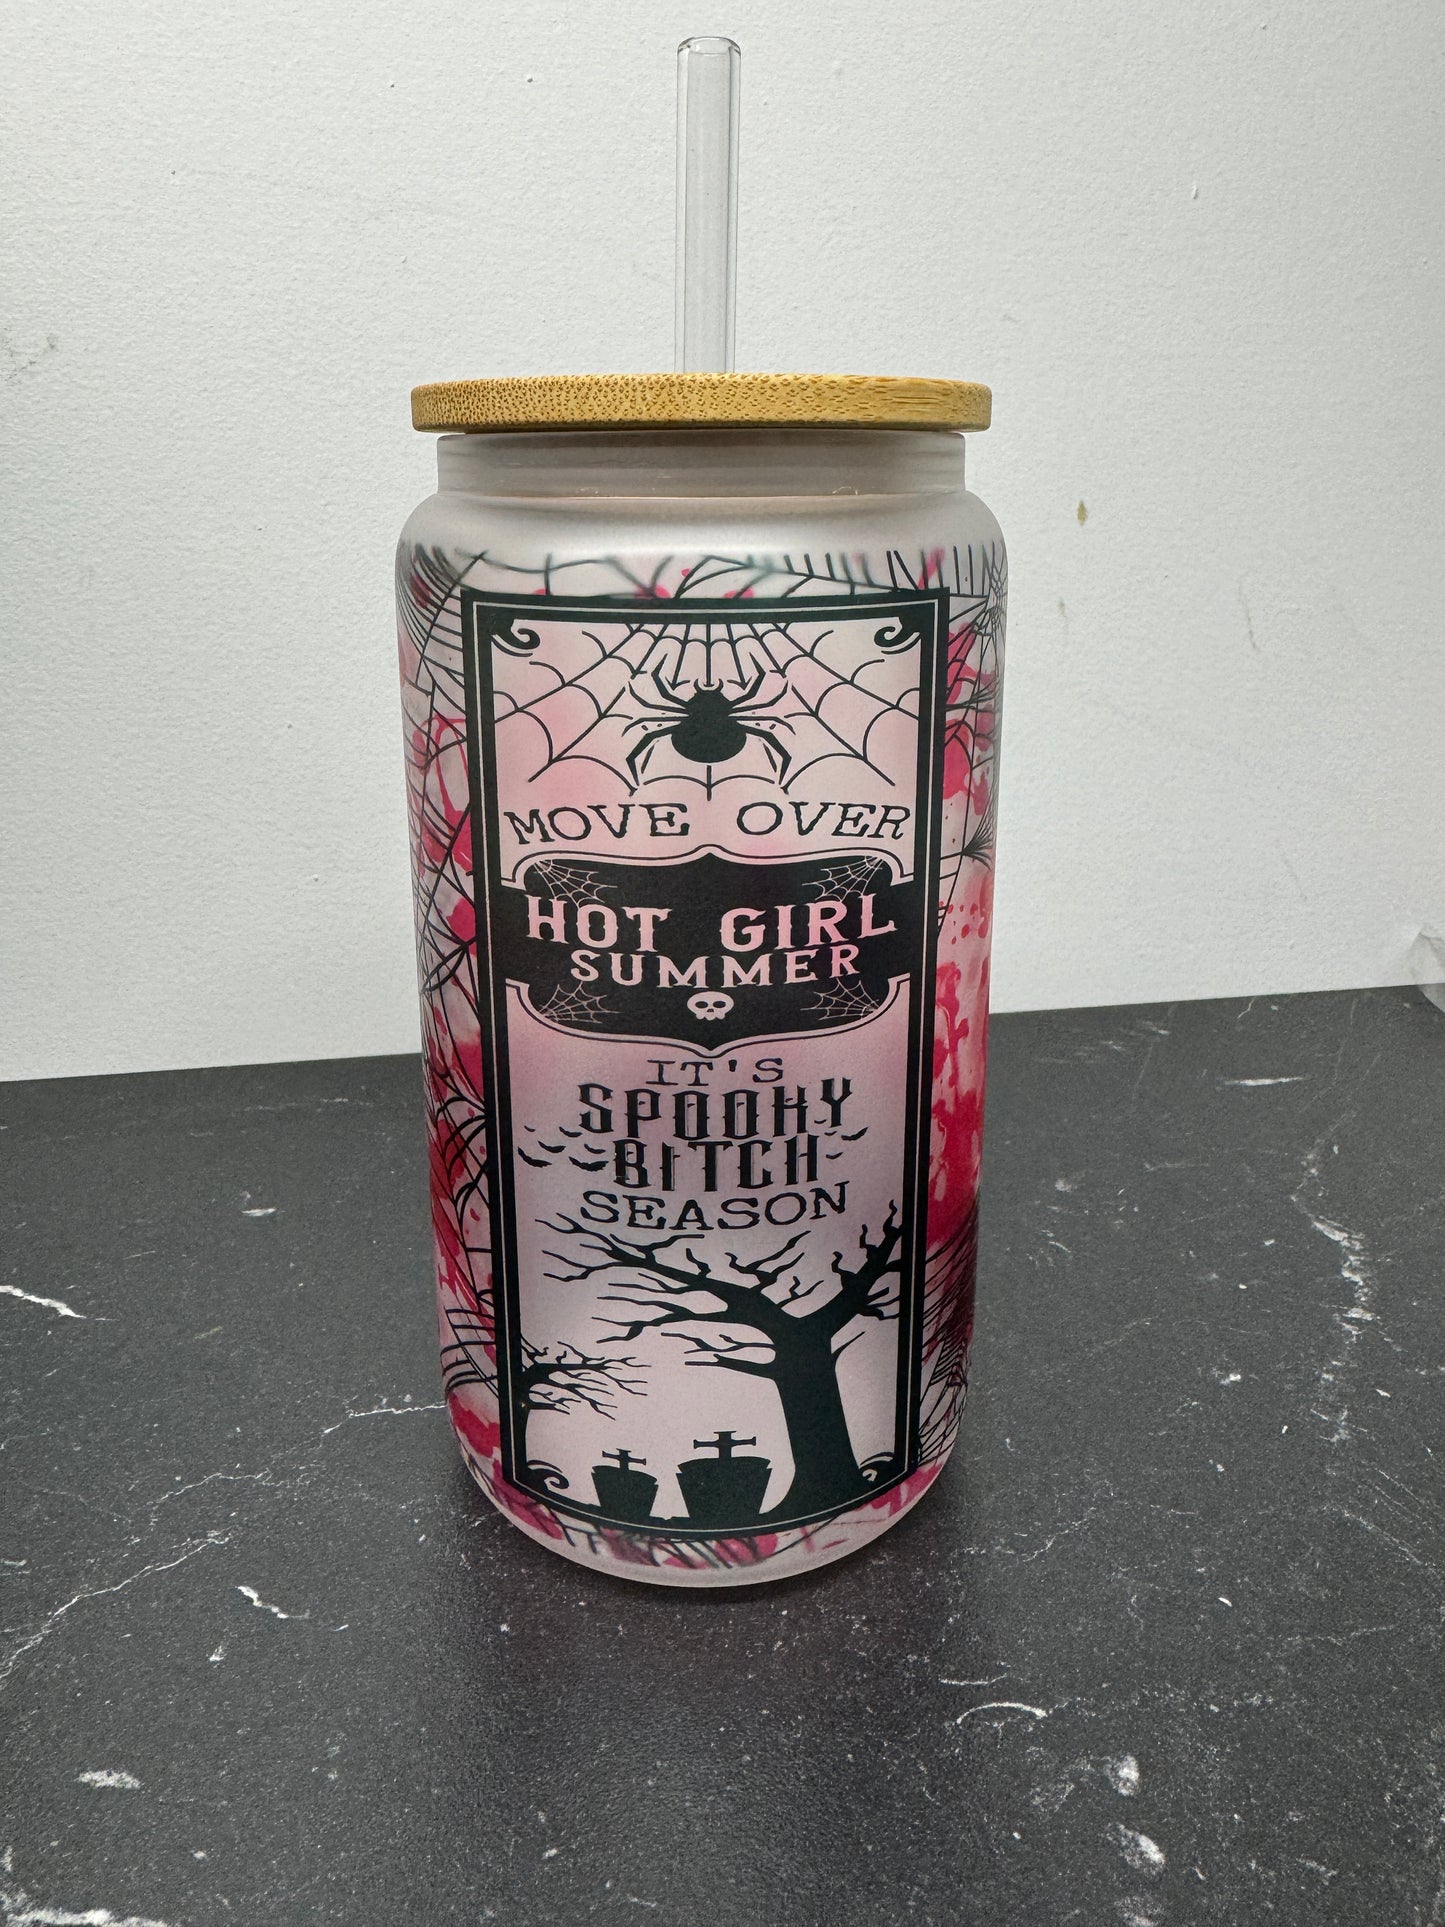 MOVE OVER
HOT GIRL
SUMMER
IT'S
SPOOKY
BITCH
SEASON